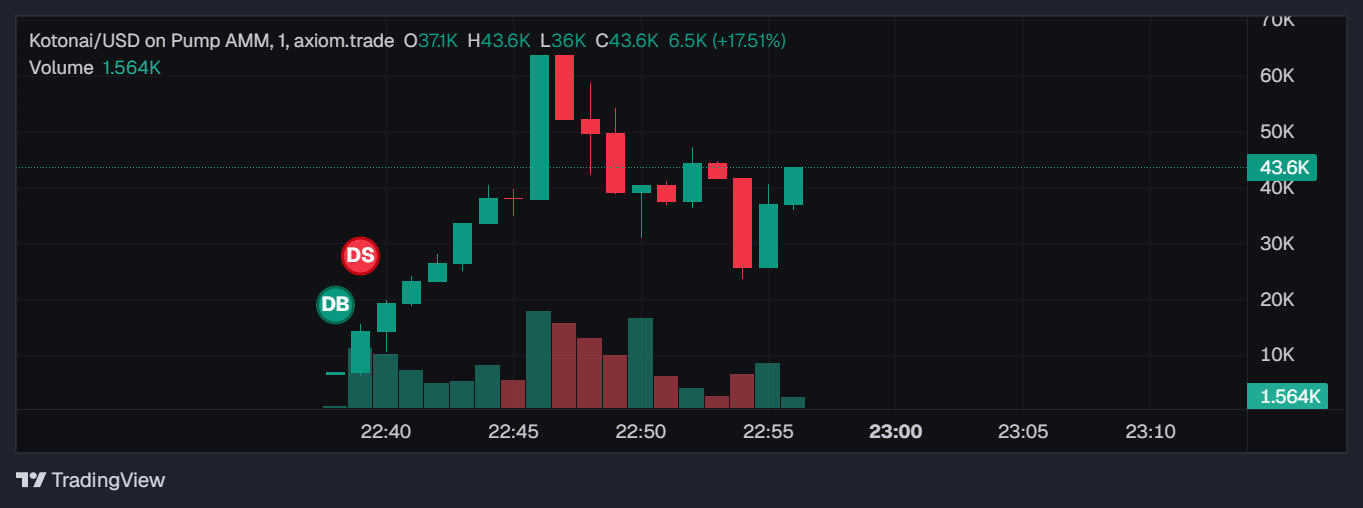 Kotonai/USD on Pump AMM, 1, axiom.trade O37.1K H43.6K L36K C43.6K 6.5K (+17.51%)
Volume 1.564K
70K
60K
50K
43.6K
40K
30K
20K
10K
1.564K
DS
DB
22:40 22:45 22:50 22:55 23:00 23:05 23:10
TradingView